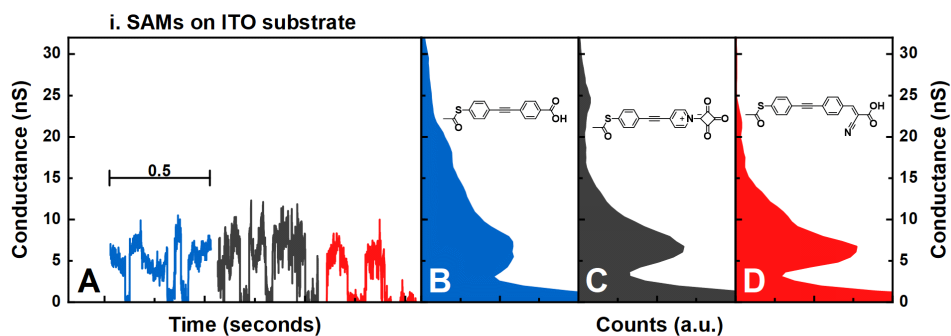 i. SAMs on ITO substrate
Conductance (nS)
30
25
20
15
10
5
0
0.5
A
Time (seconds)
S
O
O
OH
B
S
O
N
+
-
O
O
O
C
Counts (a.u.)
S
O
OH
O
CN
D
30
25
20
15
10
5
0
Conductance (nS)